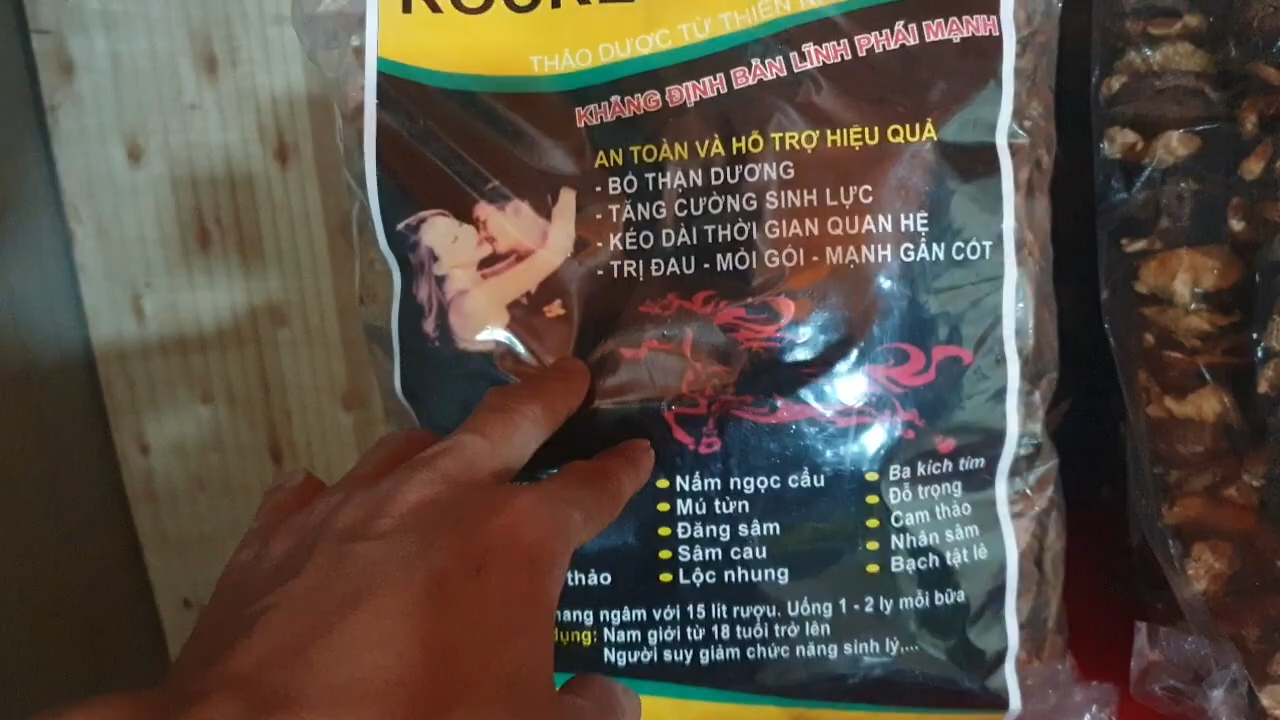 THẢO DƯỢC TỪ THIÊN
KHẲNG ĐỊNH BẢN LĨNH PHÁI MẠNH
AN TOÀN VÀ HỖ TRỢ HIỆU QUẢ
- BỔ THẬN DƯƠNG
- TĂNG CƯỜNG SINH LỰC
- KÉO DÀI THỜI GIAN QUAN HỆ
- TRỊ ĐAU - MỎI GÓI - MẠNH GÂN CÓT
Nấm ngọc cẩu
Mú từn
Đăng sâm
Sâm cau
Lộc nhung
Ba kích tím
Đỗ trọng
Cam thảo
Nhân sâm
Bạch tật lê
thảo
ngâm với 15 lít rượu. Uống 1 - 2 ly mỗi bữa
dụng: Nam giới từ 18 tuổi trở lên
Người suy giảm chức năng sinh lý,...